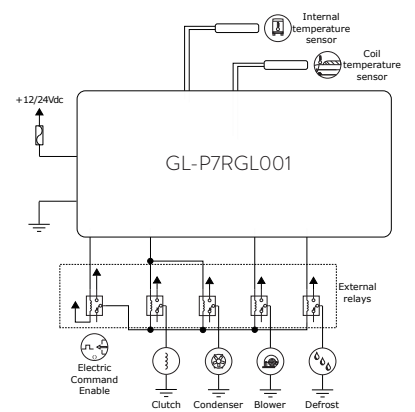 Internal
temperature
sensor
Coil
temperature
sensor
+12/24Vdc
GL-P7RGL001
External
relays
Electric
Command
Enable
Clutch
Condenser
Blower
Defrost